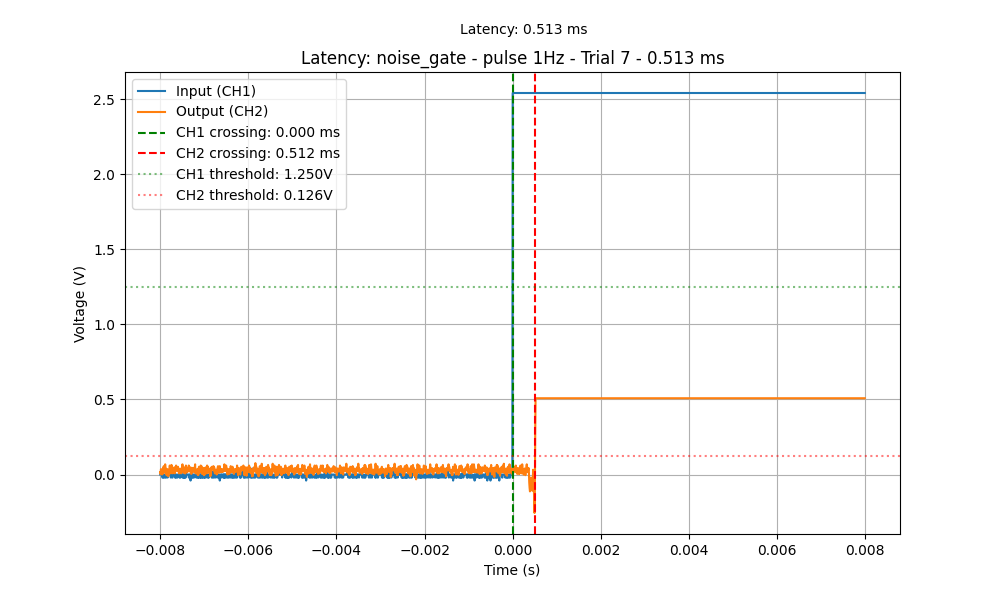 Latency: 0.513 ms
Latency: noise_gate - pulse 1Hz - Trial 7 - 0.513 ms
Input (CH1)
Output (CH2)
CH1 crossing: 0.000 ms
CH2 crossing: 0.512 ms
CH1 threshold: 1.250V
CH2 threshold: 0.126V
Voltage (V)
2.5
2.0
1.5
1.0
0.5
0.0
−0.008 −0.006 −0.004 −0.002 0.000 0.002 0.004 0.006 0.008
Time (s)